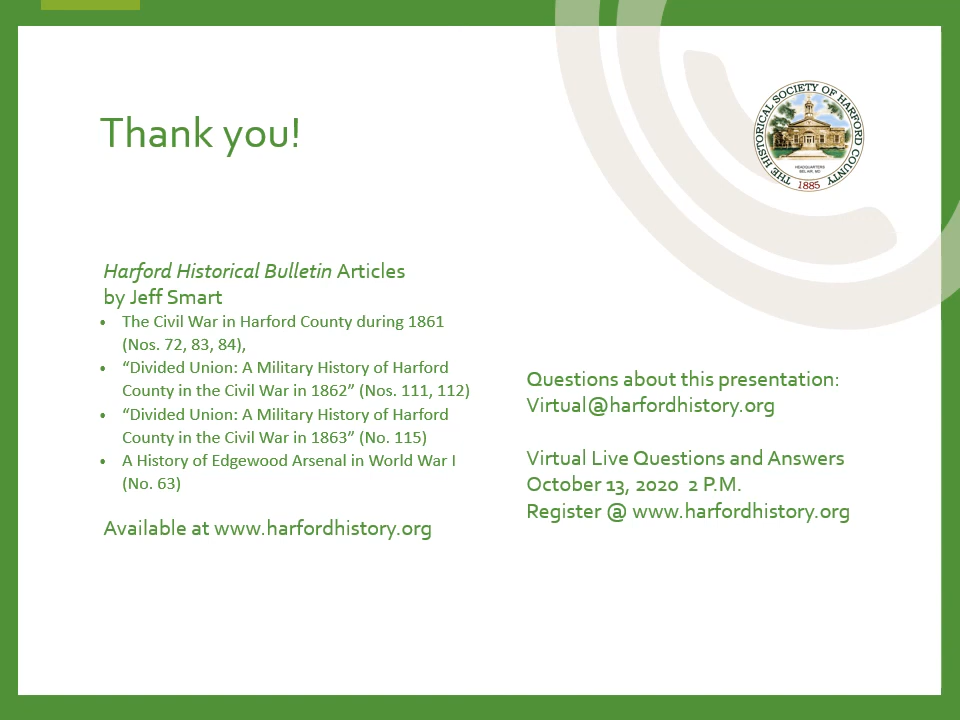 Thank you!
THE HISTORICAL SOCIETY OF HARFORD COUNTY
HEADQUARTERS
BEL AIR, MD
1885
Harford Historical Bulletin Articles
by Jeff Smart
• The Civil War in Harford County during 1861
(Nos. 72, 83, 84),
• “Divided Union: A Military History of Harford
County in the Civil War in 1862” (Nos. 111, 112)
• “Divided Union: A Military History of Harford
County in the Civil War in 1863” (No. 115)
• A History of Edgewood Arsenal in World War I
(No. 63)
Available at www.harfordhistory.org
Questions about this presentation:
Virtual@harfordhistory.org
Virtual Live Questions and Answers
October 13, 2020  2 P.M.
Register @ www.harfordhistory.org